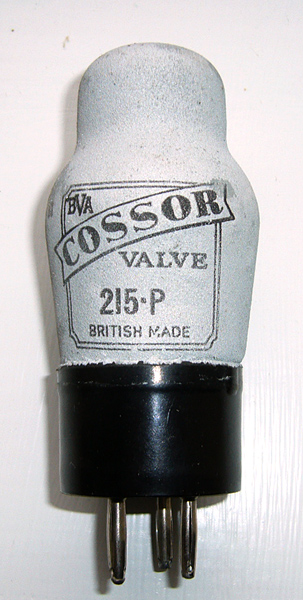 BVA
COSSOR
VALVE
215·P
BRITISH MADE